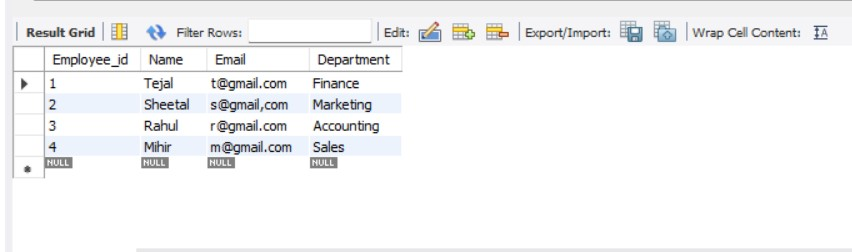 Result Grid Filter Rows: Edit: Export/Import: Wrap Cell Content: IA
Employee_id Name Email Department
1 Tejal t@gmail.com Finance
2 Sheetal s@gmail,com Marketing
3 Rahul r@gmail.com Accounting
4 Mihir m@gmail.com Sales
NULL NULL NULL NULL